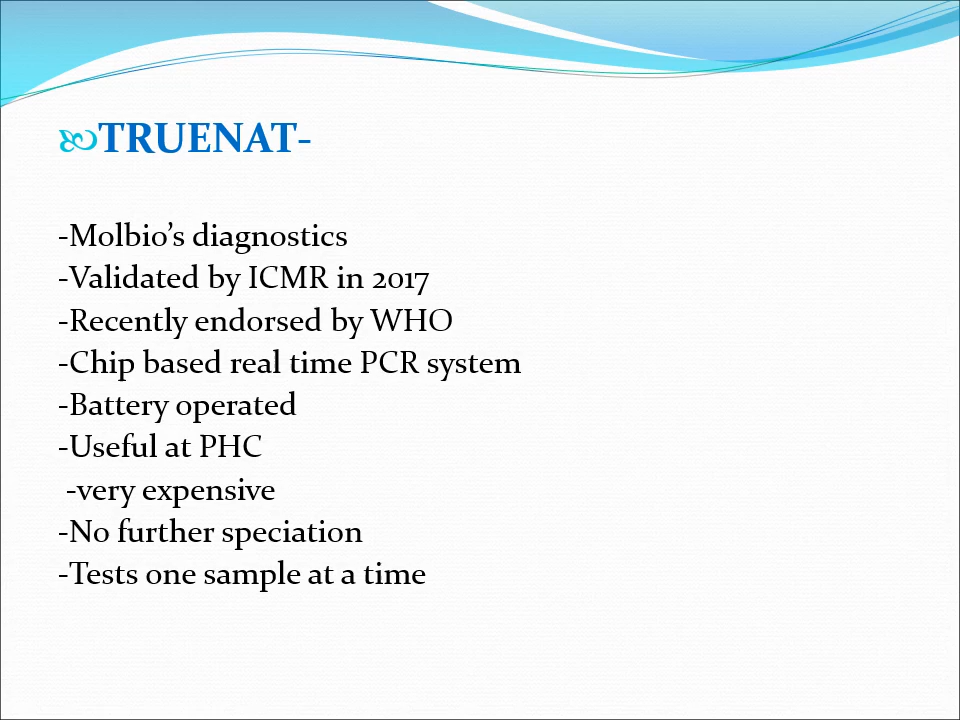 TRUENAT-
-Molbio’s diagnostics
-Validated by ICMR in 2017
-Recently endorsed by WHO
-Chip based real time PCR system
-Battery operated
-Useful at PHC
-very expensive
-No further speciation
-Tests one sample at a time